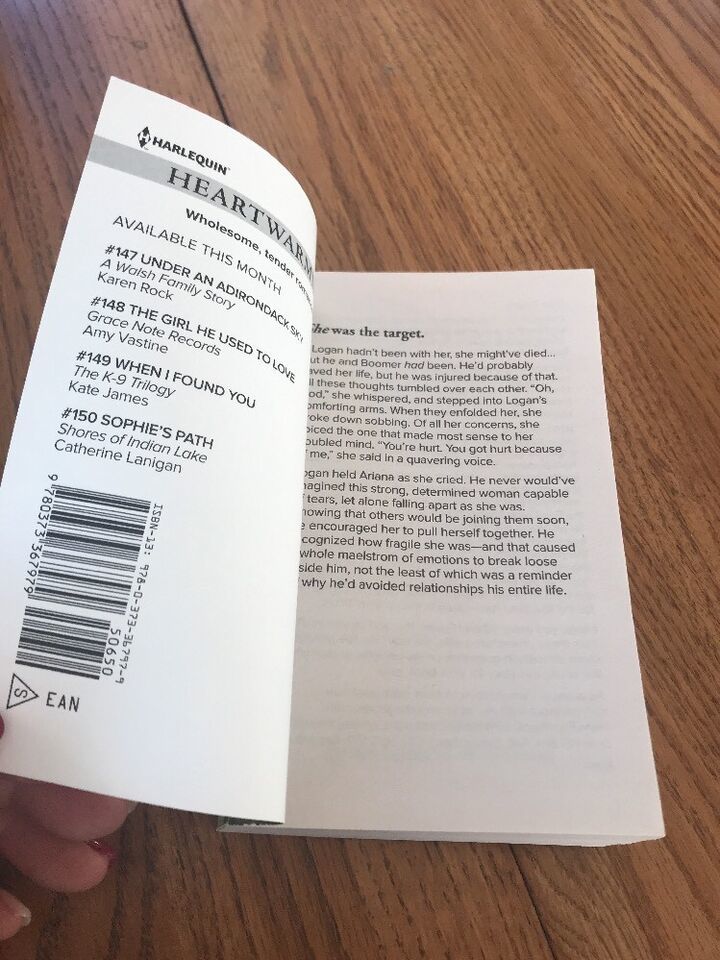 HARLEQUIN
HEARTWARM
Wholesome, tender
AVAILABLE THIS MONTH
#147 UNDER AN ADIRONDACK SKY
A Walsh Family Story
Karen Rock
#148 THE GIRL HE USED TO LOVE
Grace Note Records
Amy Vastine
#149 WHEN I FOUND YOU
The K-9 Trilogy
Kate James
#150 SOPHIE'S PATH
Shores of Indian Lake
Catherine Lanigan
ISBN-13: 978-0-373-36797-9
9 780373 367979
50650
S EAN
She was the target.
Logan hadn't been with her, she might've died...
ut he and Boomer had been. He'd probably
aved her life, but he was injured because of that.
ll these thoughts tumbled over each other. "Oh,
od," she whispered, and stepped into Logan's
omforting arms. When they enfolded her, she
oke down sobbing. Of all her concerns, she
oiced the one that made most sense to her
oubled mind. "You're hurt. You got hurt because
me," she said in a quavering voice.
ogan held Ariana as she cried. He never would've
magined this strong, determined woman capable
f tears, let alone falling apart as she was.
nowing that others would be joining them soon,
e encouraged her to pull herself together. He
cognized how fragile she was—and that caused
whole maelstrom of emotions to break loose
side him, not the least of which was a reminder
why he'd avoided relationships his entire life.